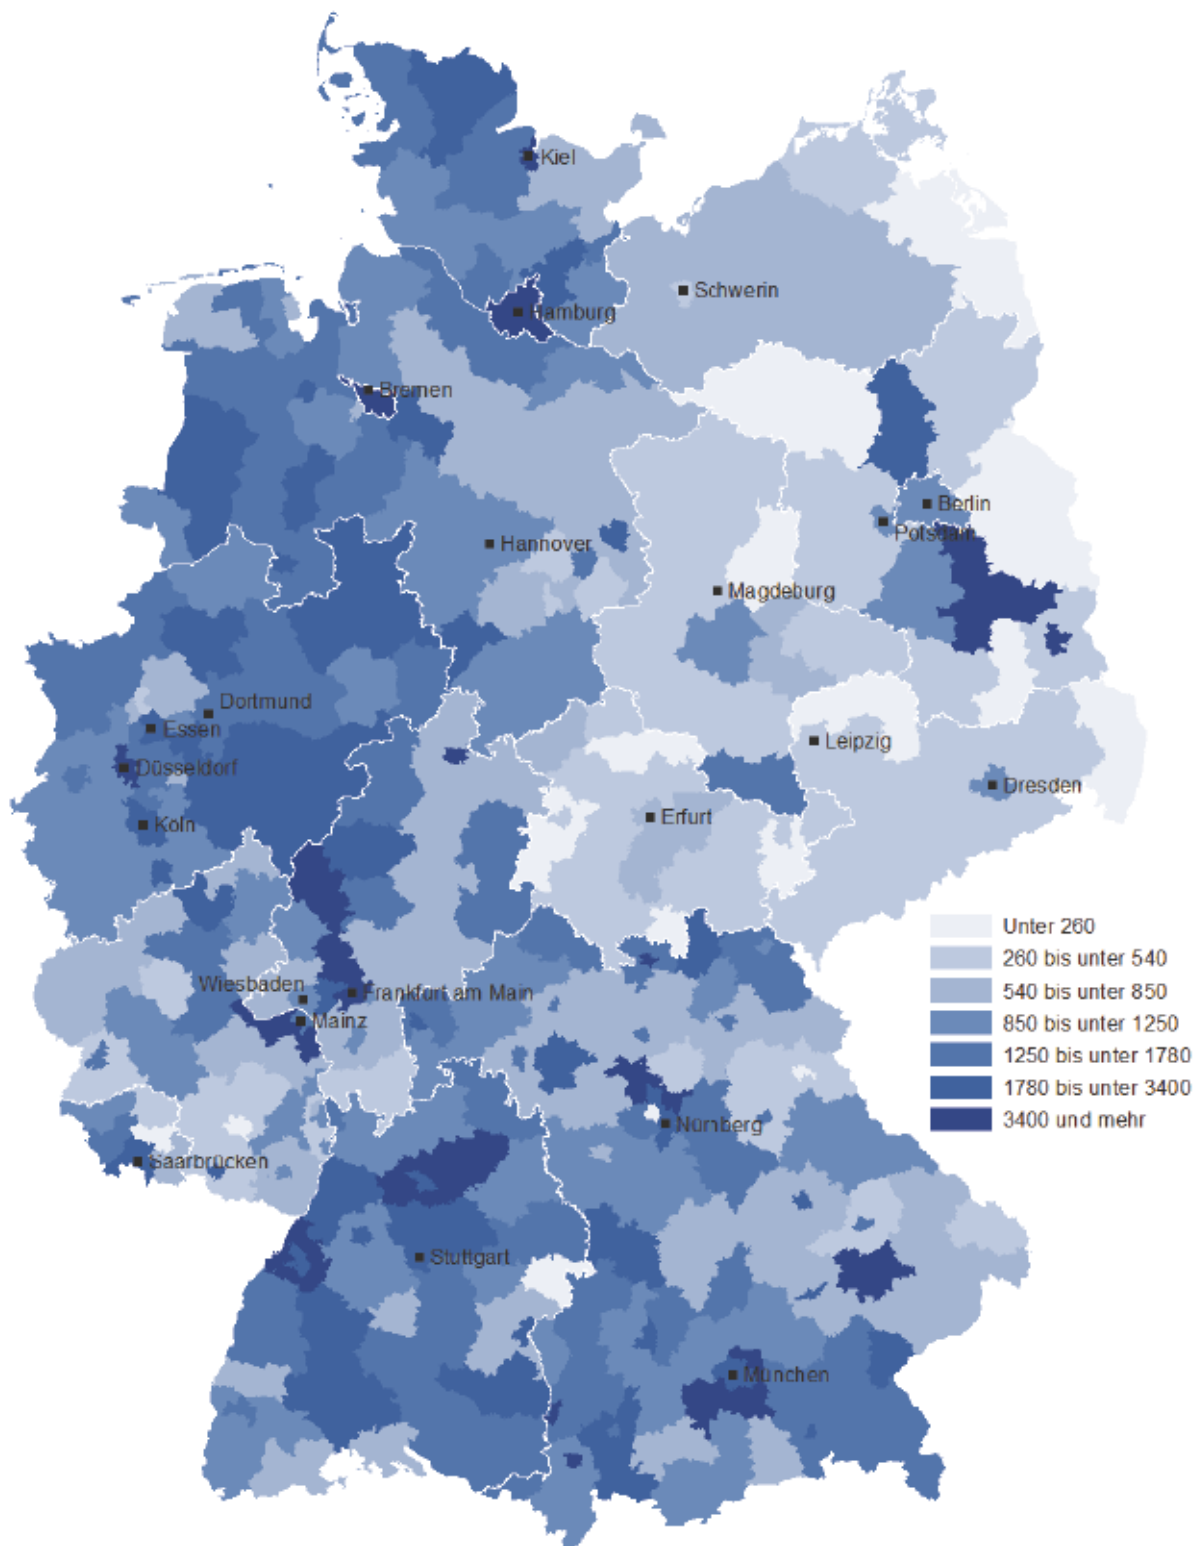 Kiel
Schwerin
Hamburg
Bremen
Berlin
Potsdam
Hannover
Magdeburg
Dortmund
Essen
Leipzig
Düsseldorf
Dresden
Erfurt
Köln
Unter 260
260 bis unter 540
Wiesbaden
Frankfurt am Main
540 bis unter 850
Mainz
850 bis unter 1250
1250 bis unter 1780
1780 bis unter 3400
3400 und mehr
Nürnberg
Saarbrücken
Stuttgart
München